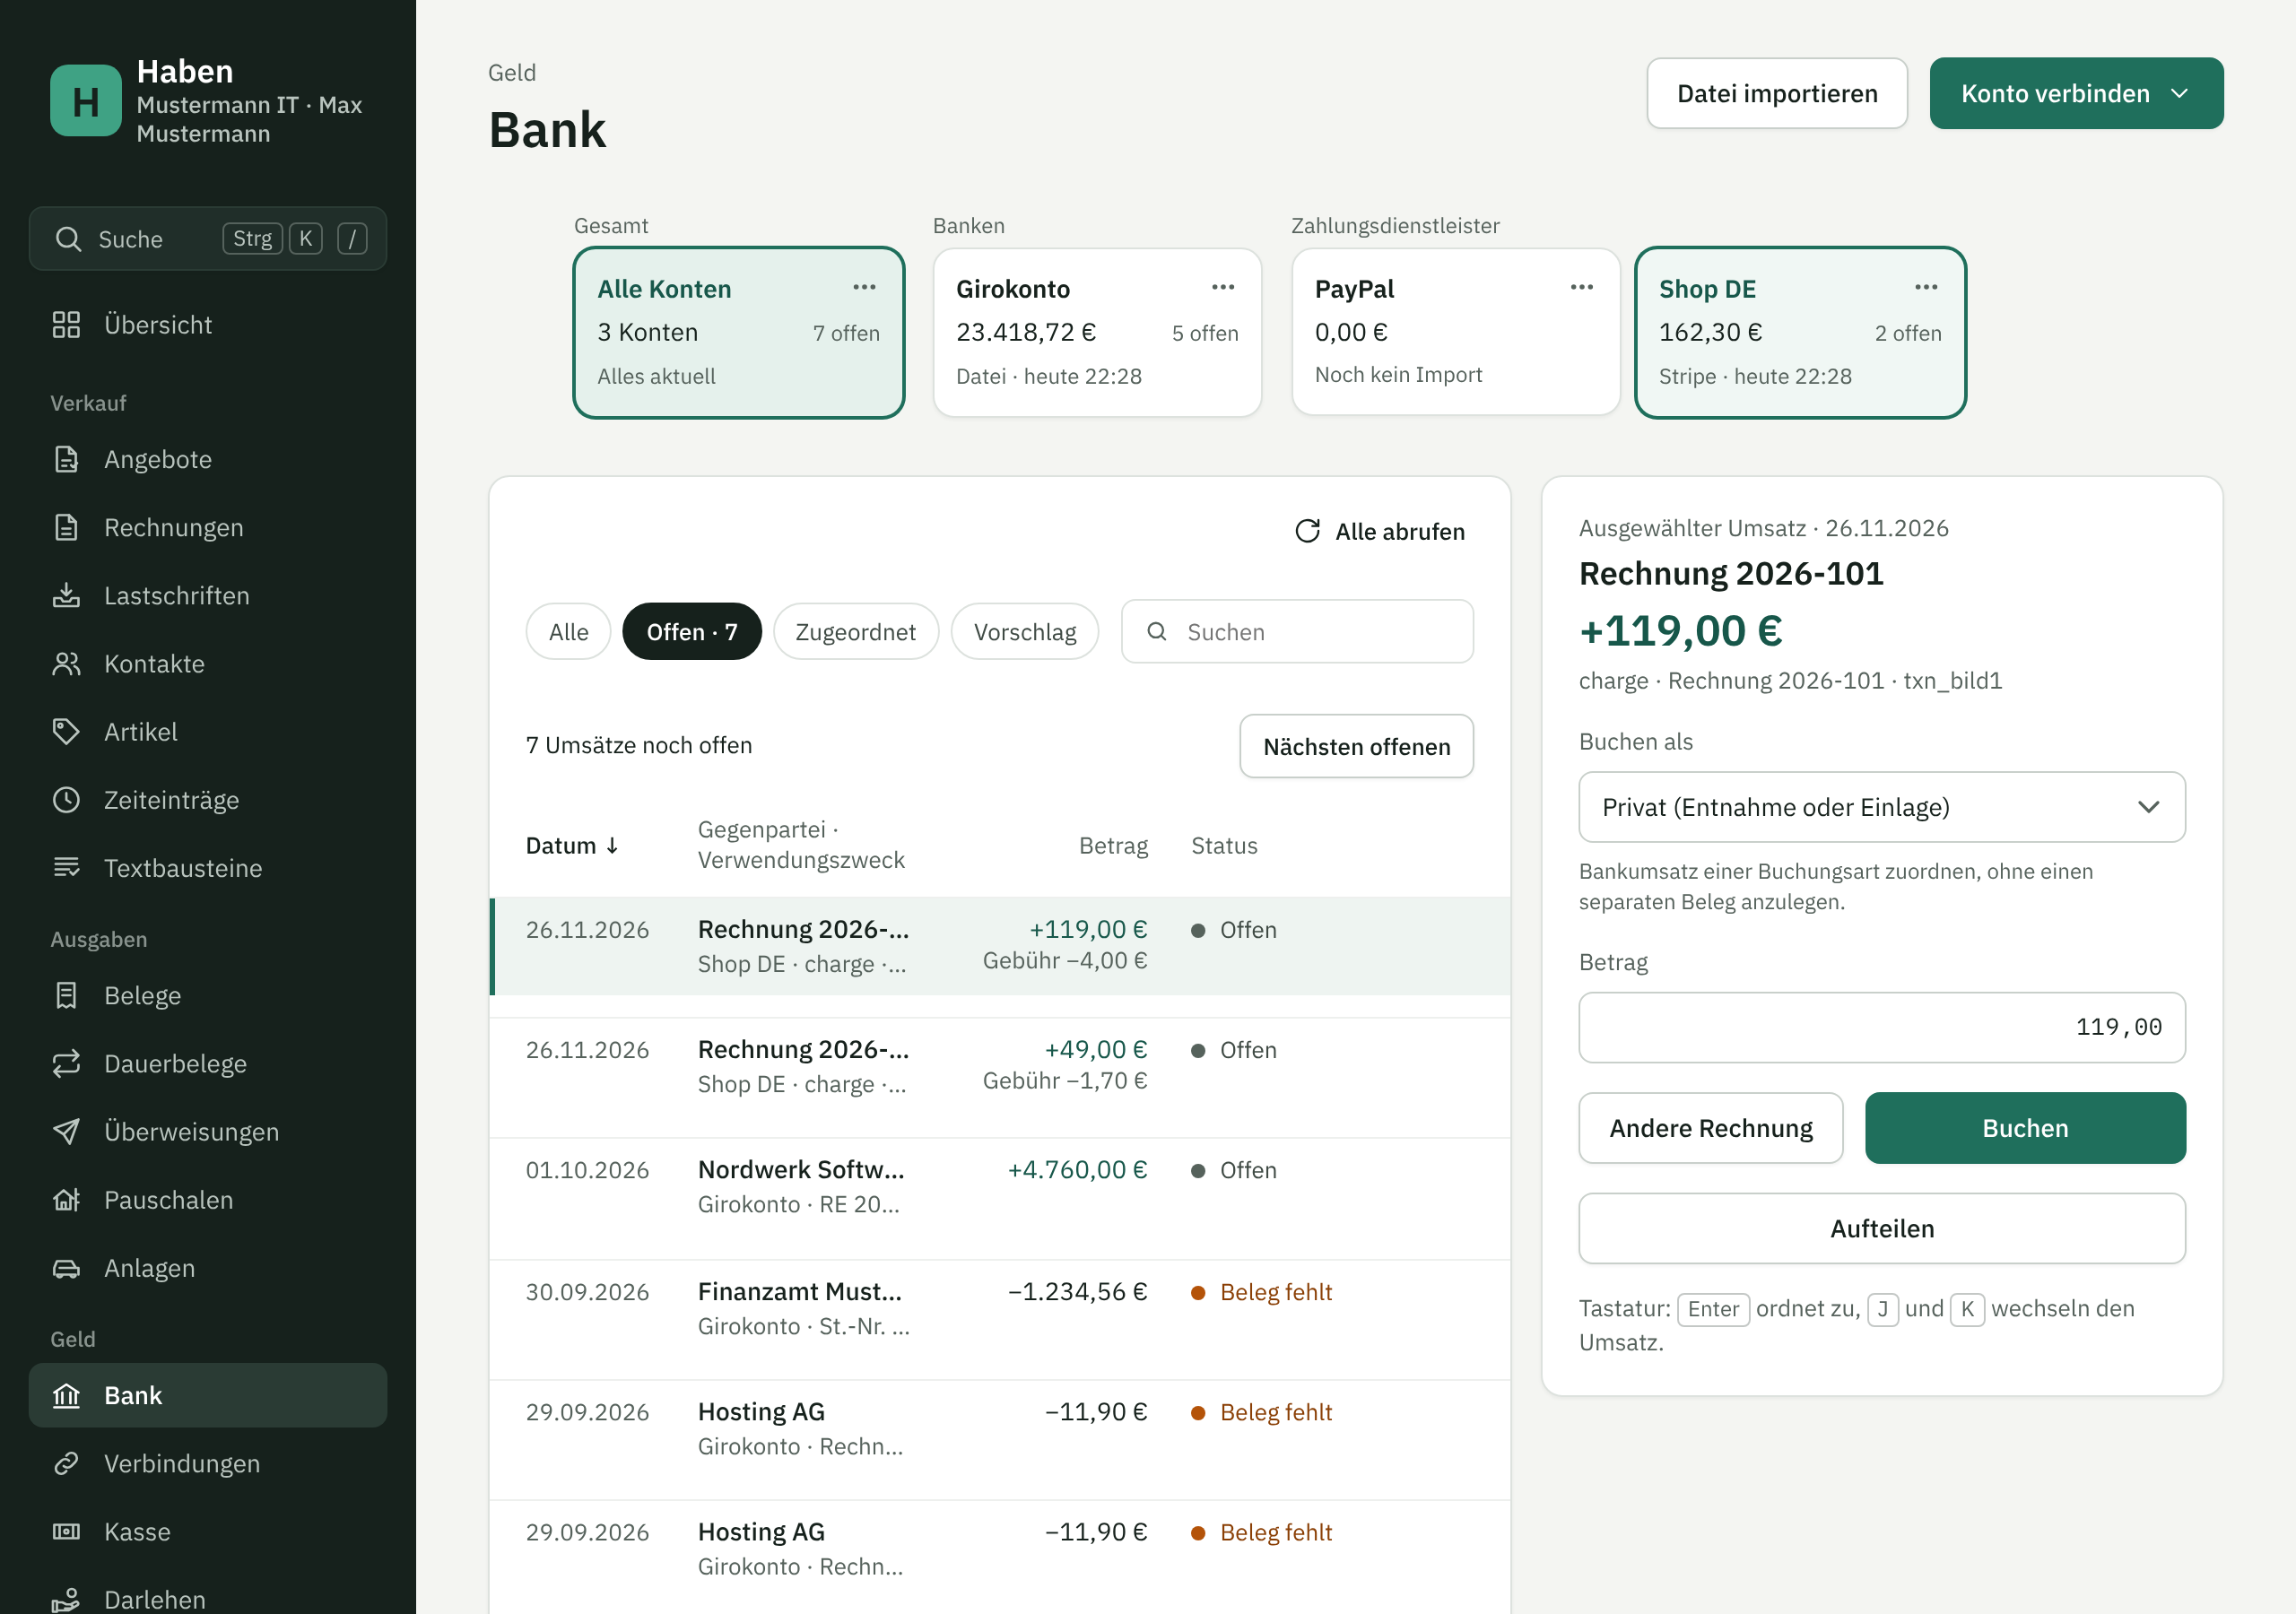 H
Haben
Mustermann IT · Max
Mustermann
Suche Strg K /
Übersicht
Verkauf
Angebote
Rechnungen
Lastschriften
Kontakte
Artikel
Zeiteinträge
Textbausteine
Ausgaben
Belege
Dauerbelege
Überweisungen
Pauschalen
Anlagen
Geld
Bank
Verbindungen
Kasse
Darlehen
Geld
Bank
Datei importieren
Konto verbinden
Gesamt
Alle Konten ···
3 Konten 7 offen
Alles aktuell
Banken
Girokonto ···
23.418,72 € 5 offen
Datei · heute 22:28
Zahlungsdienstleister
PayPal ···
0,00 €
Noch kein Import
Shop DE ···
162,30 € 2 offen
Stripe · heute 22:28
Alle abrufen
Alle Offen · 7 Zugeordnet Vorschlag Suchen
7 Umsätze noch offen Nächsten offenen
Datum ↓ Gegenpartei · Verwendungszweck Betrag Status
26.11.2026 Rechnung 2026-... +119,00 € Offen
Shop DE · charge ·... Gebühr −4,00 €
26.11.2026 Rechnung 2026-... +49,00 € Offen
Shop DE · charge ·... Gebühr −1,70 €
01.10.2026 Nordwerk Softw... +4.760,00 € Offen
Girokonto · RE 20...
30.09.2026 Finanzamt Must... −1.234,56 € Beleg fehlt
Girokonto · St.-Nr. ...
29.09.2026 Hosting AG −11,90 € Beleg fehlt
Girokonto · Rechn...
29.09.2026 Hosting AG −11,90 € Beleg fehlt
Girokonto · Rechn...
Ausgewählter Umsatz · 26.11.2026
Rechnung 2026-101
+119,00 €
charge · Rechnung 2026-101 · txn_bild1
Buchen als
Privat (Entnahme oder Einlage)
Bankumsatz einer Buchungsart zuordnen, ohne einen
separaten Beleg anzulegen.
Betrag
119,00
Andere Rechnung Buchen
Aufteilen
Tastatur: Enter ordnet zu, J und K wechseln den
Umsatz.